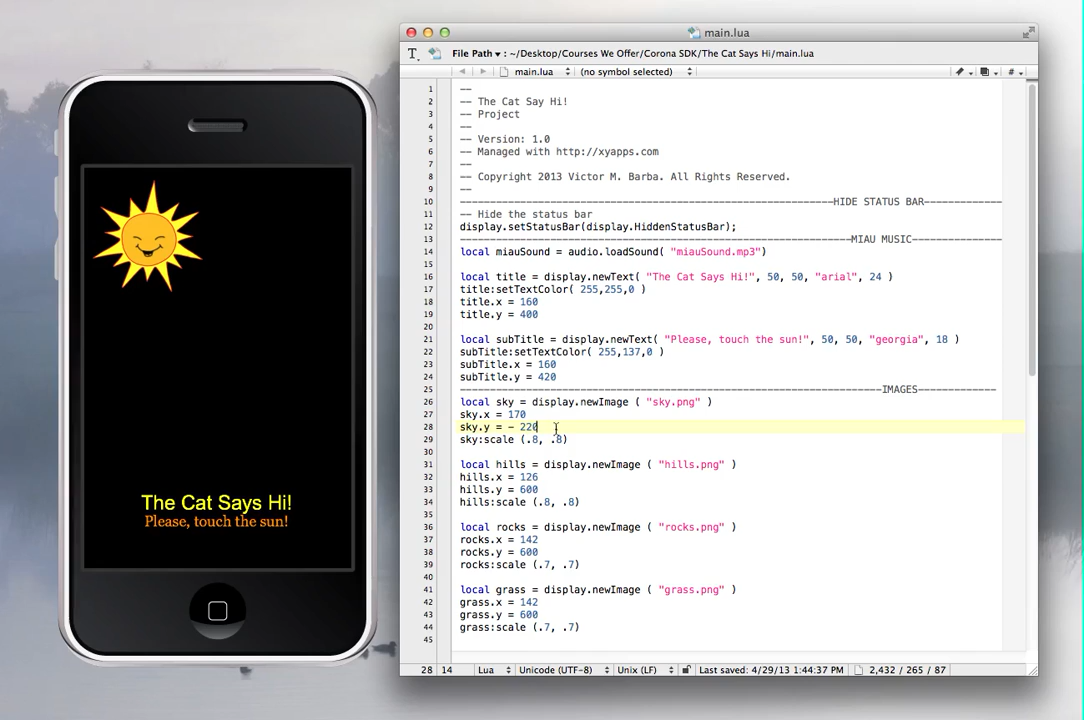 The Cat Says Hi!
Please, touch the sun!
main.lua
File Path ▾ : ~/Desktop/Courses We Offer/Corona SDK/The Cat Says Hi/main.lua
main.lua (no symbol selected) #
1 --
2 -- The Cat Say Hi!
3 -- Project
4 --
5 -- Version: 1.0
6 -- Managed with http://xyapps.com
7 --
8 -- Copyright 2013 Victor M. Barba. All Rights Reserved.
9 --
10 ------------------------------------------------------HIDE STATUS BAR-----------
11 -- Hide the status bar
12 display.setStatusBar(display.HiddenStatusBar);
13 ---------------------------------------------------------MIAU MUSIC-------------
14 local miauSound = audio.loadSound( "miauSound.mp3")
15
16 local title = display.newText( "The Cat Says Hi!", 50, 50, "arial", 24 )
17 title:setTextColor( 255,255,0 )
18 title.x = 160
19 title.y = 400
20
21 local subTitle = display.newText( "Please, touch the sun!", 50, 50, "georgia", 18 )
22 subTitle:setTextColor( 255,137,0 )
23 subTitle.x = 160
24 subTitle.y = 420
25 --------------------------------------------------------------IMAGES-----------
26 local sky = display.newImage ( "sky.png" )
27 sky.x = 170
28 sky.y = - 220
29 sky:scale (.8, .8)
30
31 local hills = display.newImage ( "hills.png" )
32 hills.x = 126
33 hills.y = 600
34 hills:scale (.8, .8)
35
36 local rocks = display.newImage ( "rocks.png" )
37 rocks.x = 142
38 rocks.y = 600
39 rocks:scale (.7, .7)
40
41 local grass = display.newImage ( "grass.png" )
42 grass.x = 142
43 grass.y = 600
44 grass:scale (.7, .7)
45
28 14 Lua Unicode (UTF-8) Unix (LF) Last saved: 4/29/13 1:44:37 PM 2,432 / 265 / 87